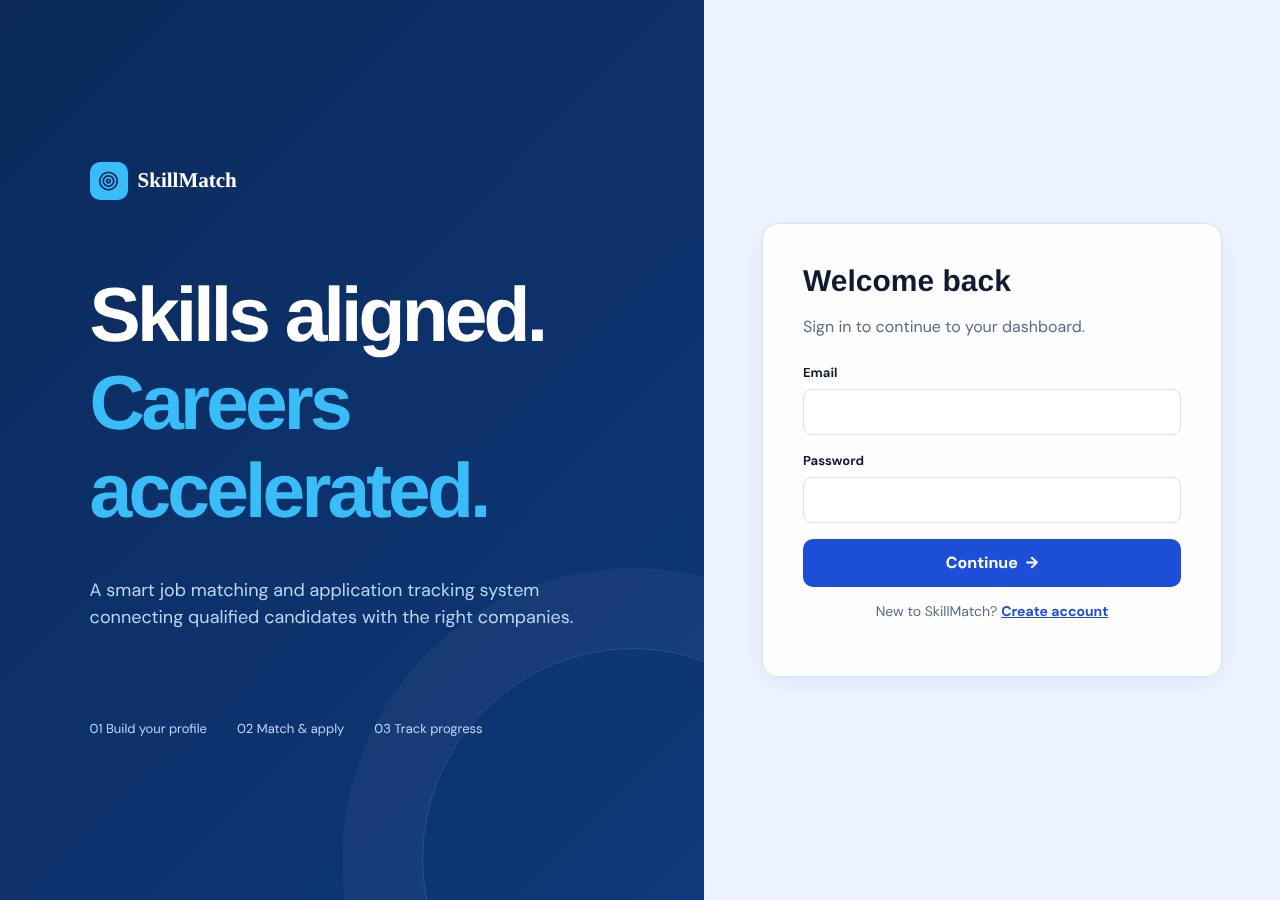 SkillMatch
Skills aligned.
Careers
accelerated.
A smart job matching and application tracking system
connecting qualified candidates with the right companies.
01 Build your profile 02 Match & apply 03 Track progress
Welcome back
Sign in to continue to your dashboard.
Email
Password
Continue →
New to SkillMatch? Create account